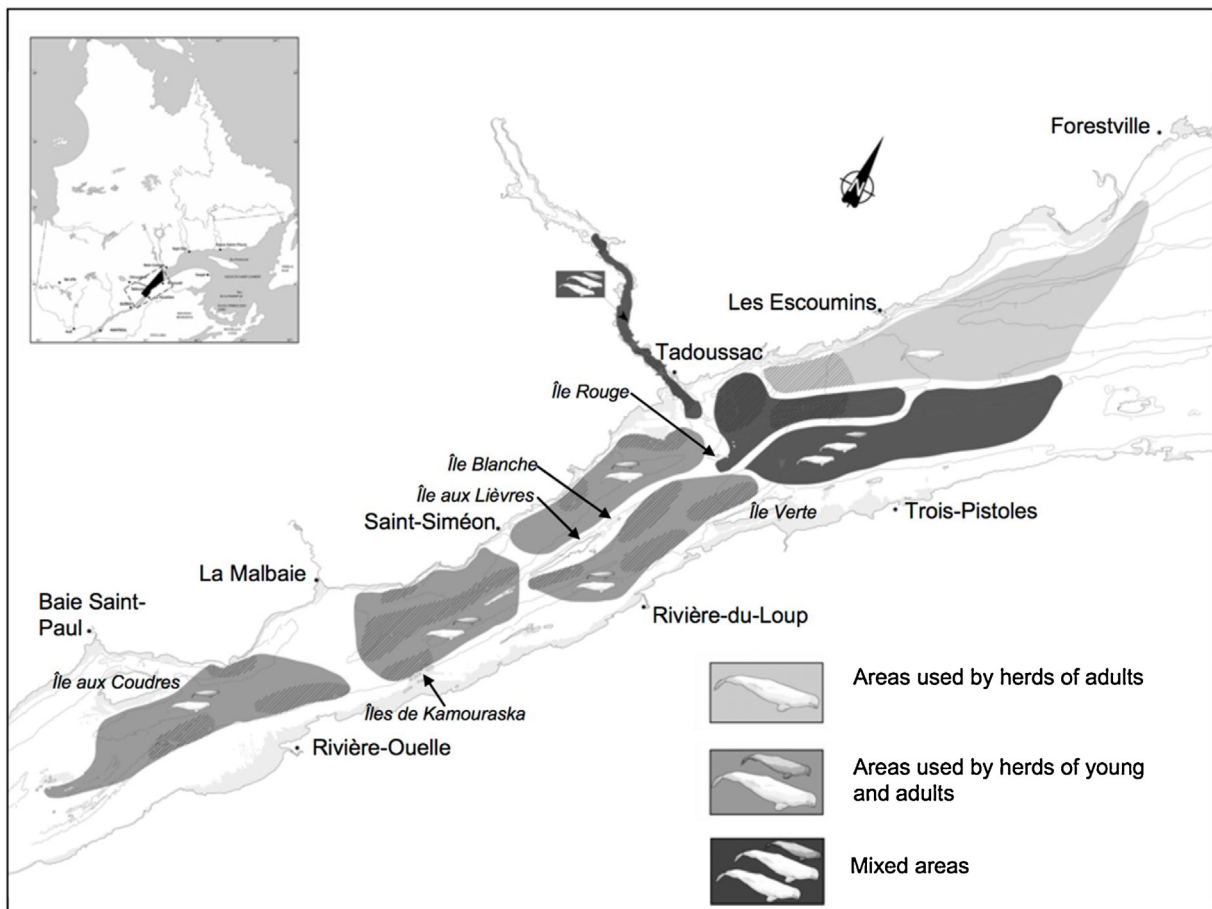 Forestville
N
Les Escoumins
Tadoussac
Île Rouge
Île Blanche
Île aux Lièvres
Saint-Siméon
Île Verte
Trois-Pistoles
La Malbaie
Rivière-du-Loup
Baie Saint-
Paul
Île aux Coudres
Îles de Kamouraska
Rivière-Ouelle
Areas used by herds of adults
Areas used by herds of young
and adults
Mixed areas